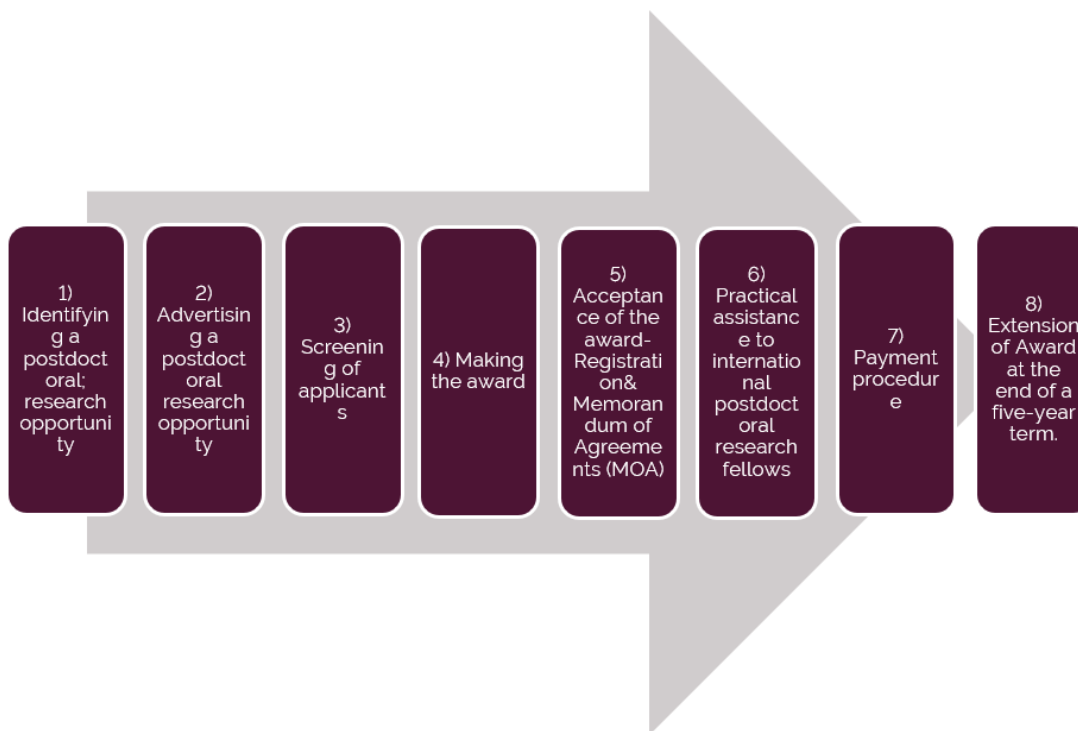 1)
Identifyin
g a
postdoct
oral;
research
opportuni
ty
2)
Advertisin
g a
postdoct
oral
research
opportuni
ty
3)
Screenin
g of
applicant
s
4) Making
the award
5)
Acceptan
ce of the
award-
Registrati
on&
Memoran
dum of
Agreeme
nts (MOA)
6)
Practical
assistanc
e to
internatio
nal
postdoct
oral
research
fellows
7)
Payment
procedur
e
8)
Extension
of Award
at the
end of a
five-year
term.